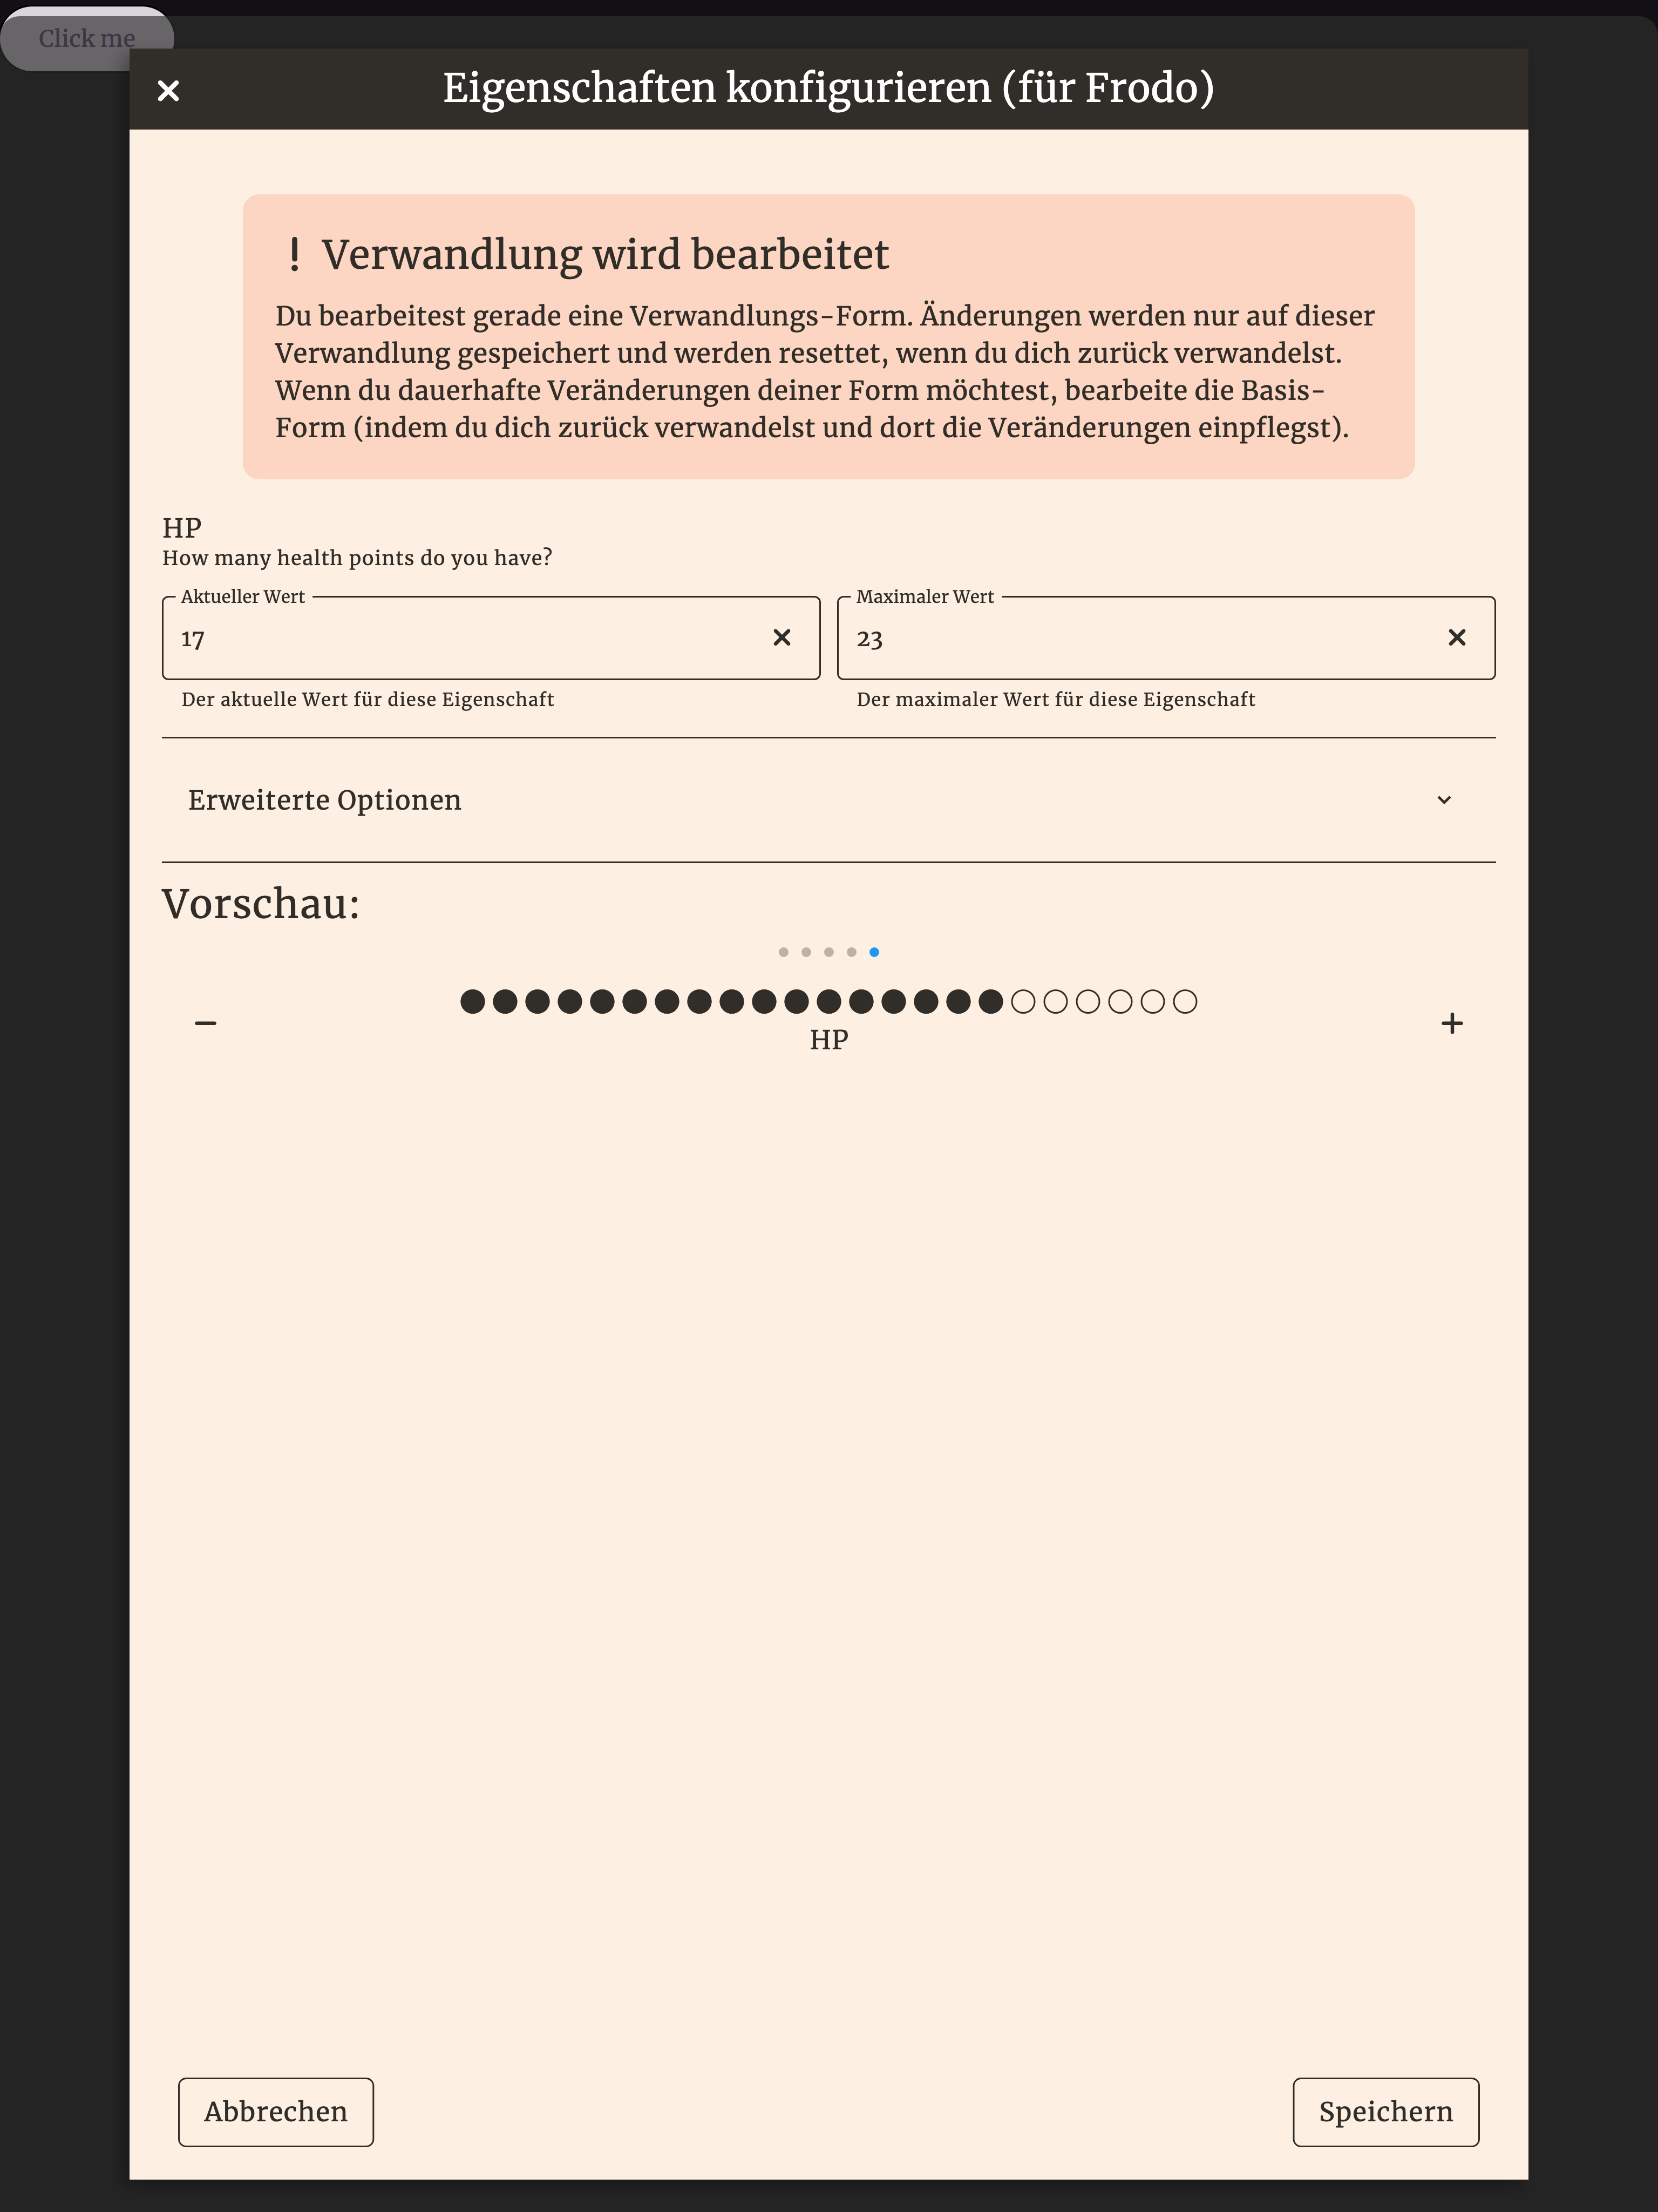 Click me
Eigenschaften konfigurieren (für Frodo)
! Verwandlung wird bearbeitet
Du bearbeitest gerade eine Verwandlungs-Form. Änderungen werden nur auf dieser
Verwandlung gespeichert und werden resettet, wenn du dich zurück verwandelst.
Wenn du dauerhafte Veränderungen deiner Form möchtest, bearbeite die Basis-
Form (indem du dich zurück verwandelst und dort die Veränderungen einpflegst).
HP
How many health points do you have?
Aktueller Wert
17
Der aktuelle Wert für diese Eigenschaft
Maximaler Wert
23
Der maximaler Wert für diese Eigenschaft
Erweiterte Optionen
Vorschau:
HP
Abbrechen
Speichern